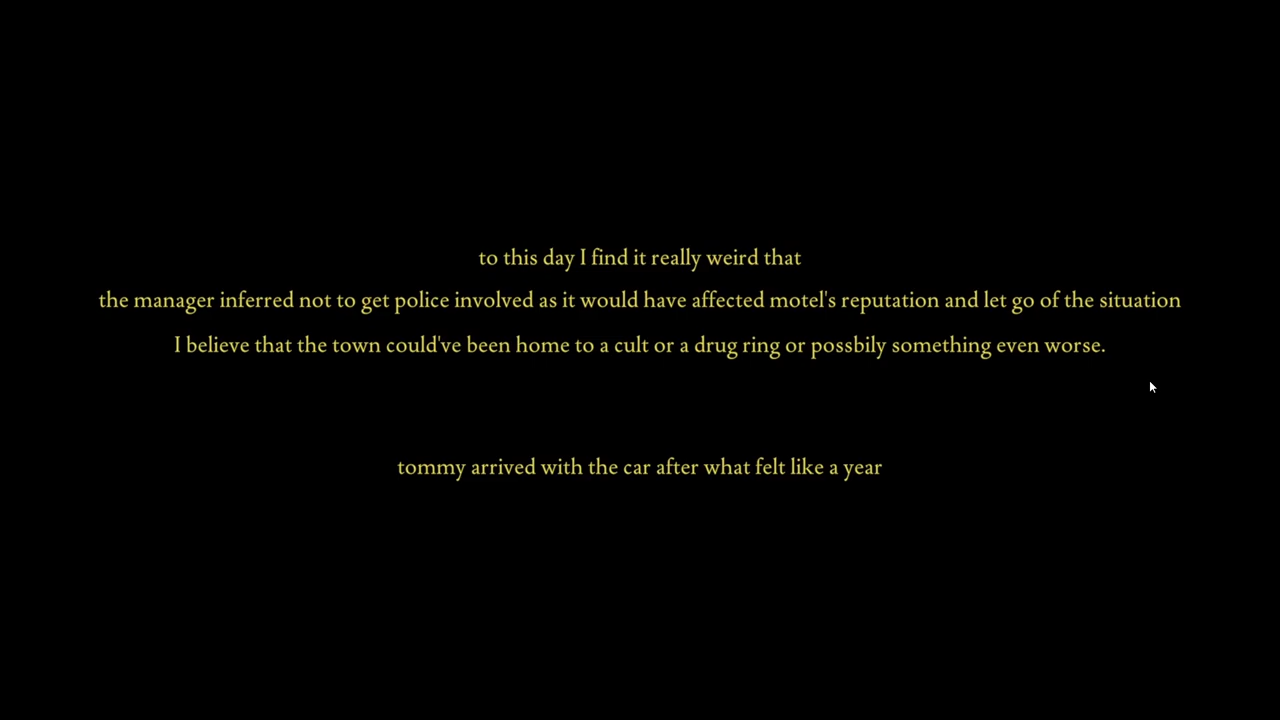 to this day I find it really weird that
the manager inferred not to get police involved as it would have affected motel's reputation and let go of the situation
I believe that the town could've been home to a cult or a drug ring or possbily something even worse.
tommy arrived with the car after what felt like a year